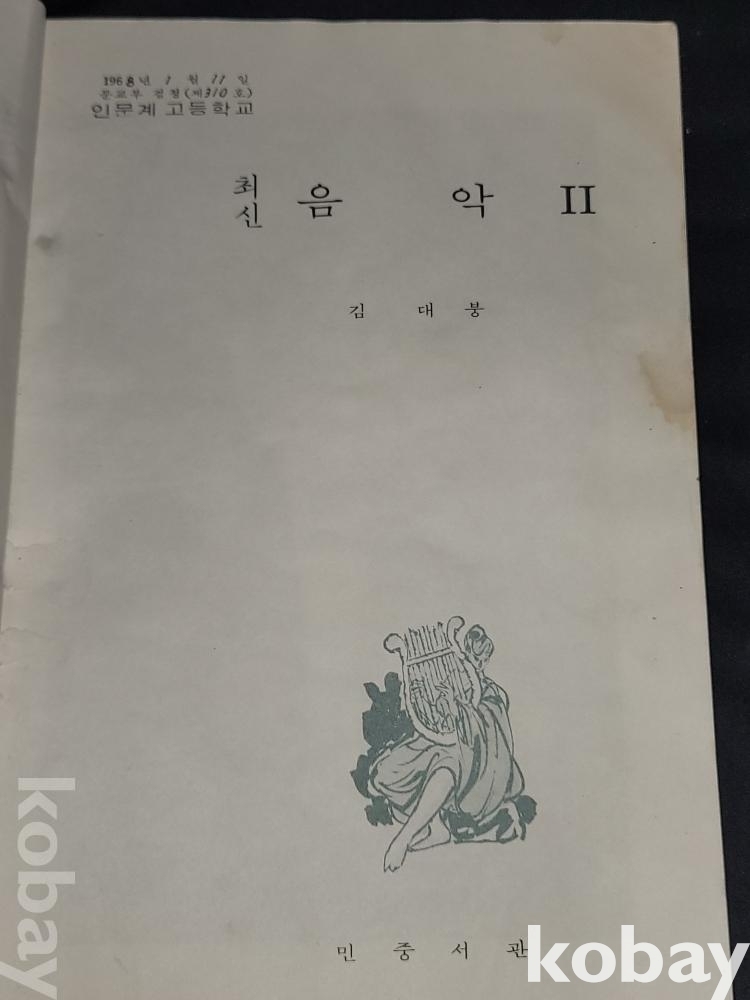 1968년 1월 11일
문교부 검정(제310호)
인문계 고등학교
최신 음악 II
김대붕
민중서관
kobay
kobay